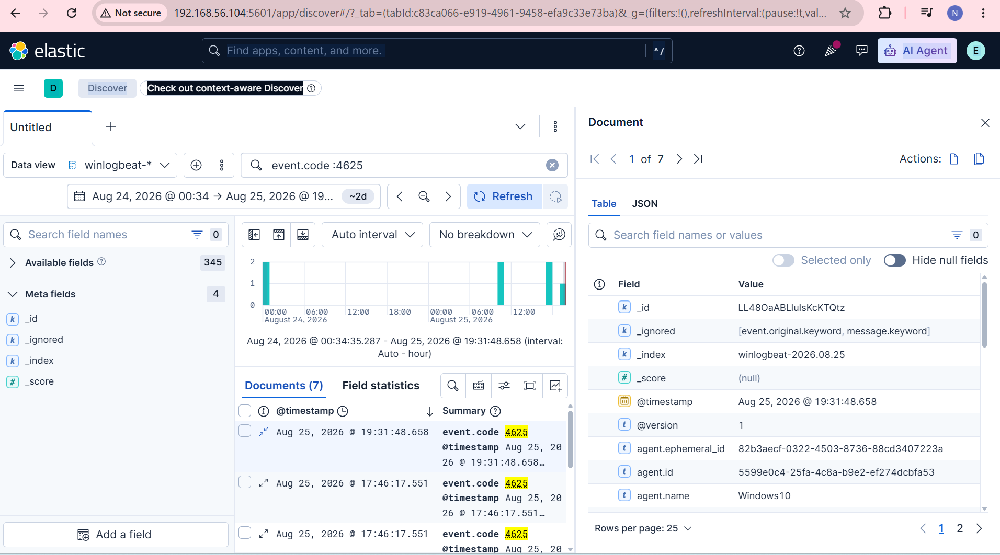 Not secure
192.168.56.104:5601/app/discover#/?_tab=(tabId:c83ca066-e919-4961-9458-efa9c33e73ba)&_g=(filters:!(),refreshInterval:(pause:!t,val...
N
elastic
Find apps, content, and more.
^/
AI Agent
E
D
Discover
Check out context-aware Discover
Untitled
Data view
winlogbeat-*
event.code :4625
Aug 24, 2026 @ 00:34 → Aug 25, 2026 @ 19...
~2d
Refresh
Search field names
0
Available fields
345
Meta fields
4
k _id
k _ignored
k _index
# _score
Add a field
Auto interval
No breakdown
2
1
0
00:00
August 24, 2026
06:00
12:00
18:00
00:00
August 25, 2026
06:00
12:00
Aug 24, 2026 @ 00:34:35.287 - Aug 25, 2026 @ 19:31:48.658 (interval:
Auto - hour)
Documents (7)
Field statistics
@timestamp
Summary
Aug 25, 2026 @ 19:31:48.658
event.code 4625
@timestamp Aug 25, 20
26 @ 19:31:48.658…
Aug 25, 2026 @ 17:46:17.551
event.code 4625
@timestamp Aug 25, 20
26 @ 17:46:17.551…
Aug 25, 2026 @ 17:46:17.551
event.code 4625
@timestamp Aug 25, 20
Document
1 of 7
Actions:
Table
JSON
Search field names or values
0
Selected only
Hide null fields
Field
Value
k _id LL48OaABLluIsKcKTQtz
k _ignored [event.original.keyword, message.keyword]
k _index winlogbeat-2026.08.25
# _score (null)
@timestamp Aug 25, 2026 @ 19:31:48.658
t @version 1
t agent.ephemeral_id 82b3aecf-0322-4503-8736-88cd3407223a
t agent.id 5599e0c4-25fa-4c8a-b9e2-ef274dcbfa53
t agent.name Windows10
Rows per page: 25
1
2